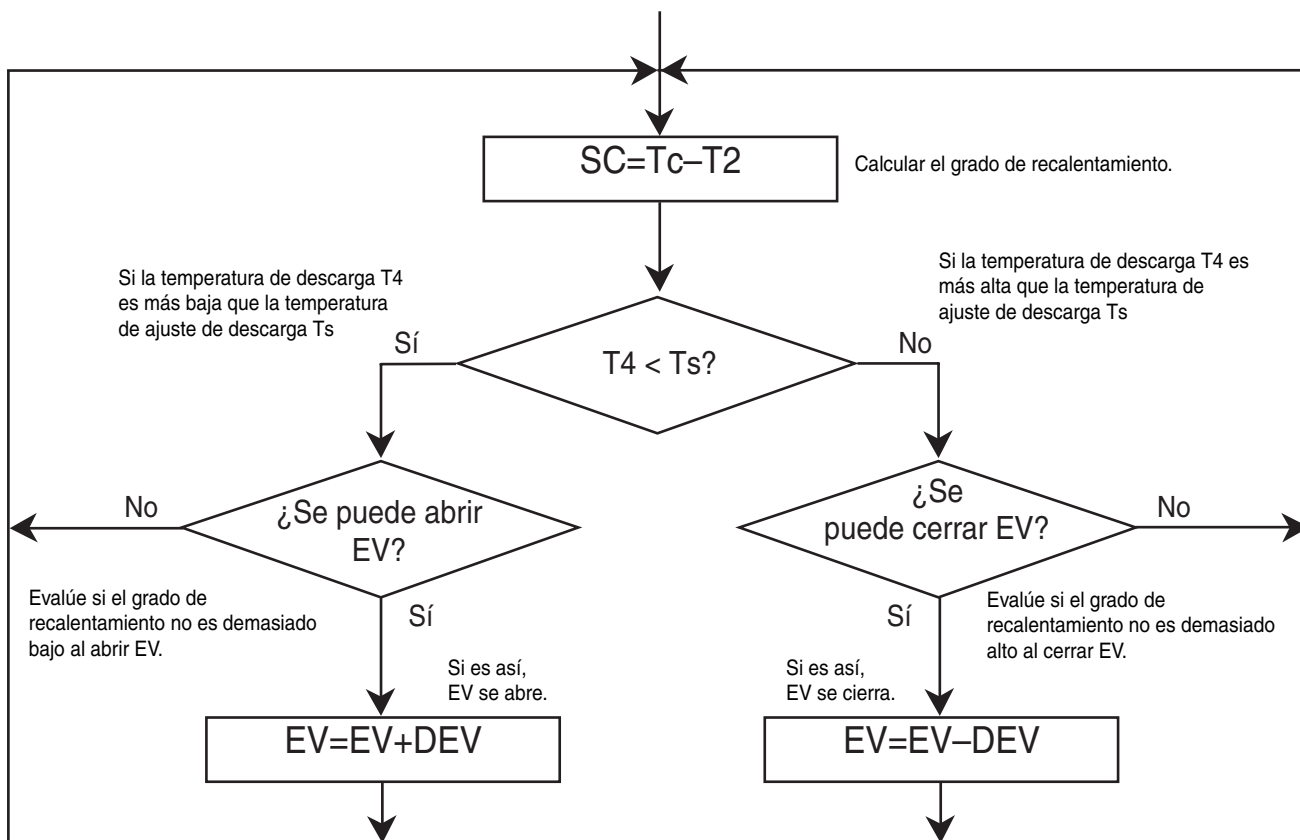 SC=Tc–T2
Calcular el grado de recalentamiento.
Si la temperatura de descarga T4
es más baja que la temperatura
de ajuste de descarga Ts
Si la temperatura de descarga T4 es
más alta que la temperatura de
ajuste de descarga Ts
Sí
T4 < Ts?
No
No
¿Se puede abrir
EV?
¿Se
puede cerrar EV?
No
Evalúe si el grado de
recalentamiento no es demasiado
bajo al abrir EV.
Sí
Sí
Evalúe si el grado de
recalentamiento no es demasiado
alto al cerrar EV.
Si es así,
EV se abre.
Si es así,
EV se cierra.
EV=EV+DEV
EV=EV–DEV